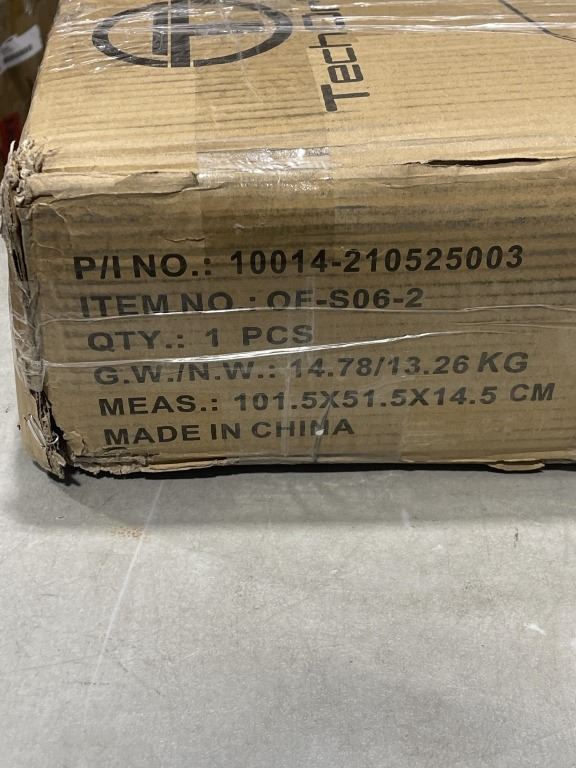 P/I NO.: 10014-210525003
ITEM NO.: OF-S06-2
QTY.: 1 PCS
G.W./N.W.: 14.78/13.26 KG
MEAS.: 101.5X51.5X14.5 CM
MADE IN CHINA